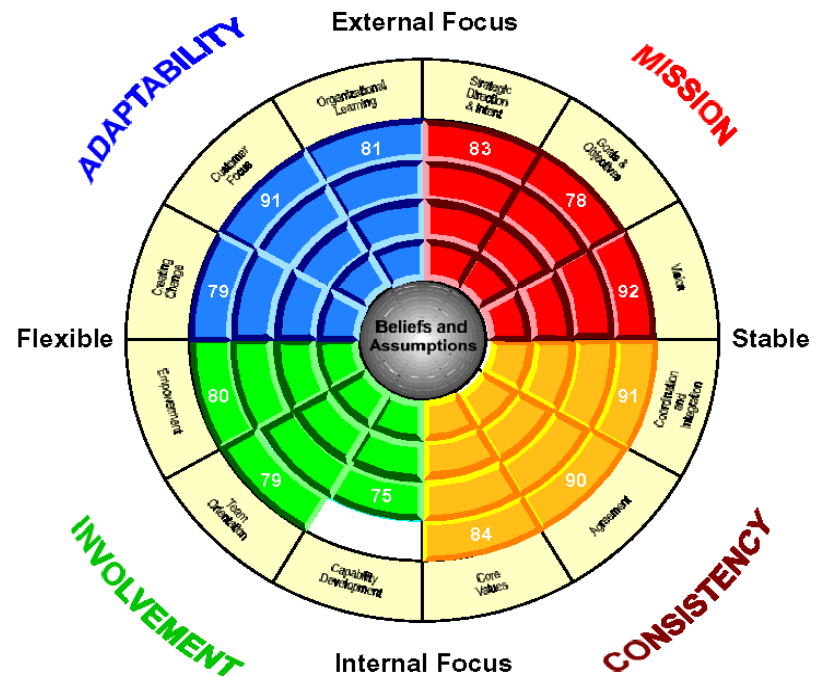 External Focus
ADAPTABILITY
MISSION
Organizational
Learning
Strategic
Direction
& Intent
Customer
Focus
Goals &
Objectives
81
83
91
78
Creating
Change
Vision
79
92
Flexible
Beliefs and
Assumptions
Stable
Empowerment
80
91
Coordination
and
Integration
79
75
84
90
Team
Orientation
Agreement
Capability
Development
Core
Values
INVOLVEMENT
CONSISTENCY
Internal Focus